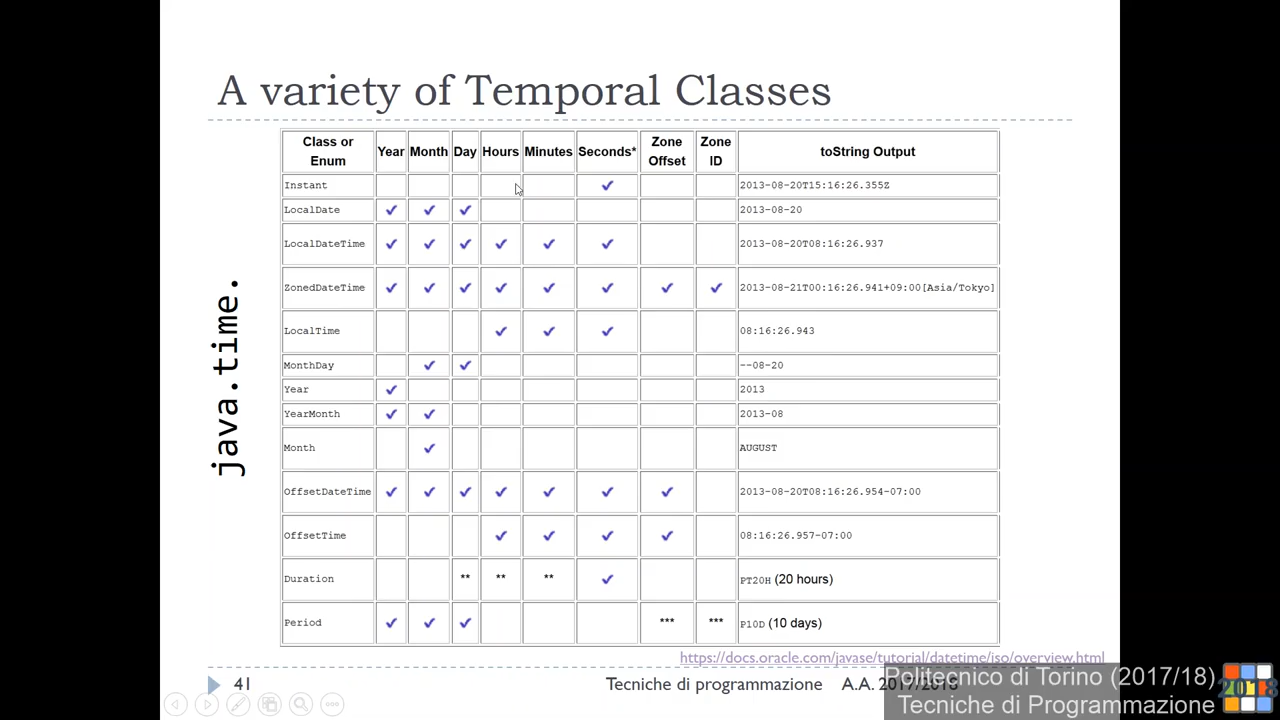 A variety of Temporal Classes
Class or Enum Year Month Day Hours Minutes Seconds* Zone Offset Zone ID toString Output
Instant ✓ 2013-08-20T15:16:26.355Z
LocalDate ✓ ✓ ✓ 2013-08-20
LocalDateTime ✓ ✓ ✓ ✓ ✓ ✓ 2013-08-20T08:16:26.937
ZonedDateTime ✓ ✓ ✓ ✓ ✓ ✓ ✓ ✓ 2013-08-21T00:16:26.941+09:00[Asia/Tokyo]
LocalTime ✓ ✓ ✓ 08:16:26.943
MonthDay ✓ ✓ --08-20
Year ✓ 2013
YearMonth ✓ ✓ 2013-08
Month ✓ AUGUST
OffsetDateTime ✓ ✓ ✓ ✓ ✓ ✓ ✓ 2013-08-20T08:16:26.954-07:00
OffsetTime ✓ ✓ ✓ ✓ 08:16:26.957-07:00
Duration ** ** ** ✓ PT20H (20 hours)
Period ✓ ✓ ✓ *** *** P10D (10 days)
java.time.
https://docs.oracle.com/javase/tutorial/datetime/iso/overview.html
41 Tecniche di programmazione A.A. 2017/2018
Politecnico di Torino (2017/18)
Tecniche di Programmazione
2018